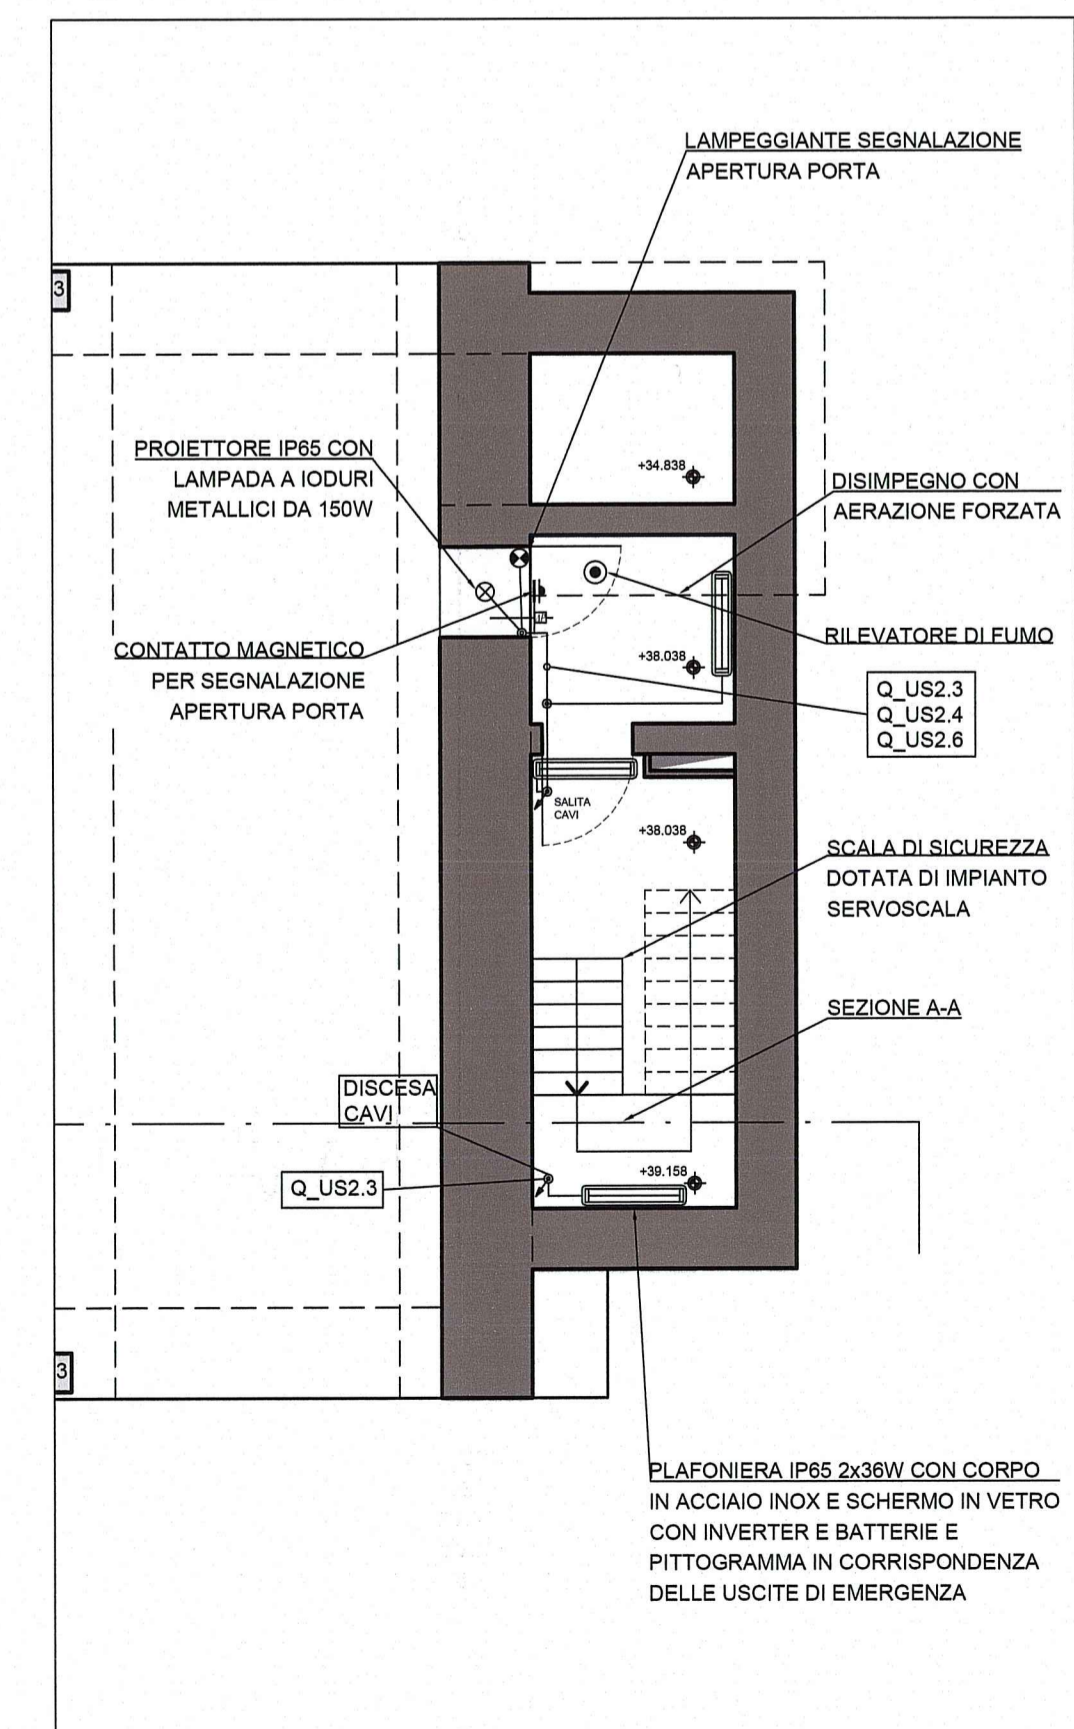 LAMPEGGIANTE SEGNALAZIONE
APERTURA PORTA
3
PROIETTORE IP65 CON
LAMPADA A IODURI
METALLICI DA 150W
+34.838
DISIMPEGNO CON
AERAZIONE FORZATA
CONTATTO MAGNETICO
PER SEGNALAZIONE
APERTURA PORTA
RILEVATORE DI FUMO
+38.038
Q_US2.3
Q_US2.4
Q_US2.6
SALITA
CAVI
+38.038
SCALA DI SICUREZZA
DOTATA DI IMPIANTO
SERVOSCALA
SEZIONE A-A
DISCESA
CAVI
Q_US2.3
+39.158
3
PLAFONIERA IP65 2x36W CON CORPO
IN ACCIAIO INOX E SCHERMO IN VETRO
CON INVERTER E BATTERIE E
PITTOGRAMMA IN CORRISPONDENZA
DELLE USCITE DI EMERGENZA